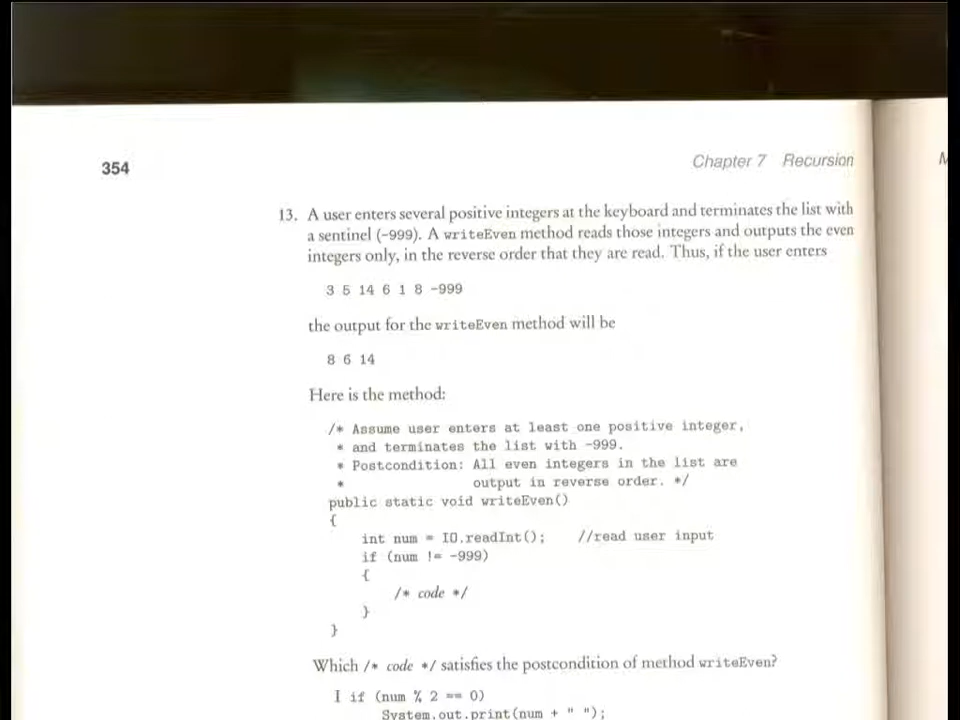 354
Chapter 7 Recursion
13. A user enters several positive integers at the keyboard and terminates the list with
a sentinel (-999). A writeEven method reads those integers and outputs the even
integers only, in the reverse order that they are read. Thus, if the user enters
3 5 14 6 1 8 -999
the output for the writeEven method will be
8 6 14
Here is the method:
/* Assume user enters at least one positive integer,
* and terminates the list with -999.
* Postcondition: All even integers in the list are
* output in reverse order. */
public static void writeEven()
{
int num = IO.readInt(); //read user input
if (num != -999)
{
/* code */
}
}
Which /* code */ satisfies the postcondition of method writeEven?
I if (num % 2 == 0)
System.out.print(num + " ");